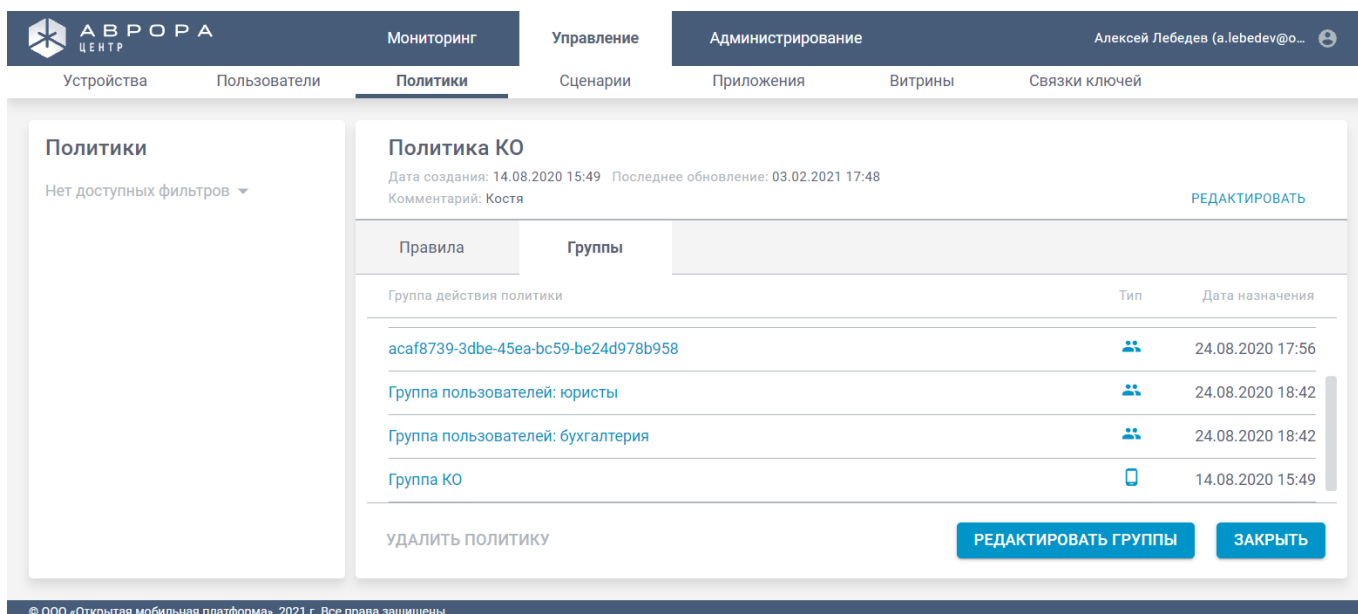 АВРОРА
ЦЕНТР
Мониторинг Управление Администрирование Алексей Лебедев (a.lebedev@o...
Устройства Пользователи Политики Сценарии Приложения Витрины Связки ключей
Политики
Нет доступных фильтров
Политика КО
Дата создания: 14.08.2020 15:49 Последнее обновление: 03.02.2021 17:48
Комментарий: Костя
РЕДАКТИРОВАТЬ
Правила Группы
Группа действия политики Тип Дата назначения
acaf8739-3dbe-45ea-bc59-be24d978b958 24.08.2020 17:56
Группа пользователей: юристы 24.08.2020 18:42
Группа пользователей: бухгалтерия 24.08.2020 18:42
Группа КО 14.08.2020 15:49
УДАЛИТЬ ПОЛИТИКУ РЕДАКТИРОВАТЬ ГРУППЫ ЗАКРЫТЬ
© ООО «Открытая мобильная платформа», 2021 г. Все права защищены